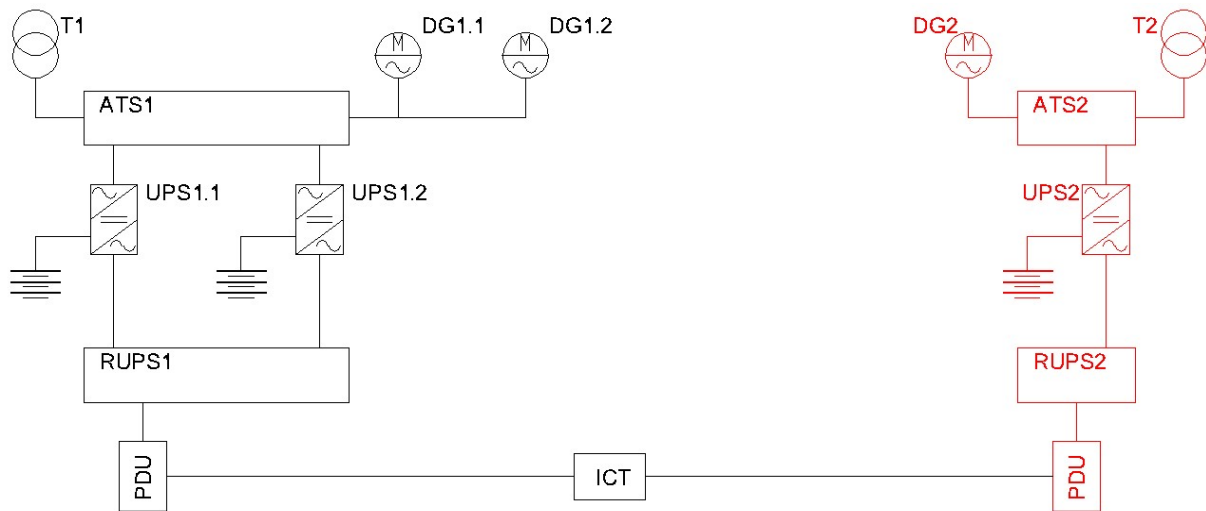 T1
DG1.1
DG1.2
DG2
T2
M
M
M
ATS1
ATS2
UPS1.1
UPS1.2
UPS2
RUPS1
RUPS2
PDU
ICT
PDU